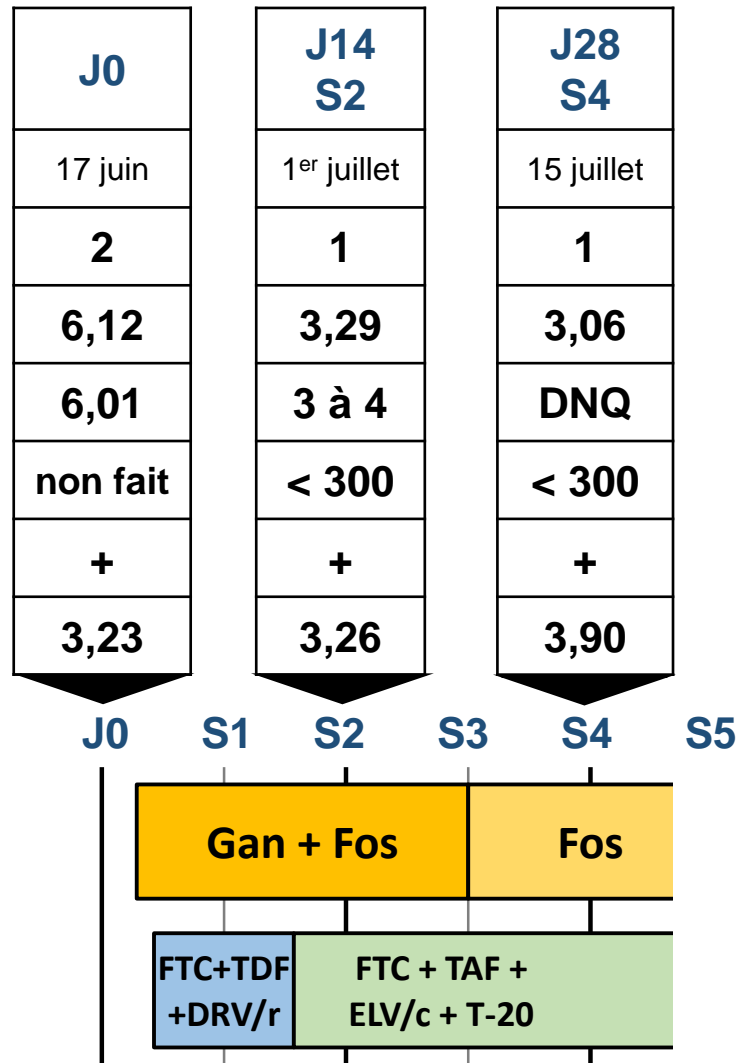 J0
J14
S2
J28
S4
17 juin
1er juillet
15 juillet
2
1
1
6,12
3,29
3,06
6,01
3 à 4
DNQ
non fait
< 300
< 300
+
+
+
3,23
3,26
3,90
J0 S1 S2 S3 S4 S5
Gan + Fos
Fos
FTC+TDF
+DRV/r
FTC + TAF +
ELV/c + T-20